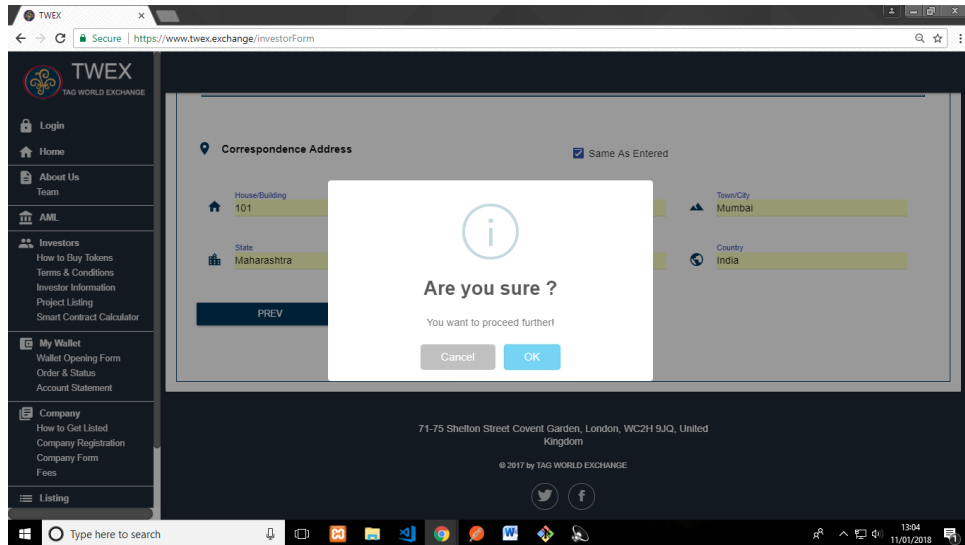 TWEX
Secure | https://www.twex.exchange/investorForm
TWEX
TAG WORLD EXCHANGE
Login
Home
About Us
Team
AML
Investors
How to Buy Tokens
Terms & Conditions
Investor Information
Project Listing
Smart Contract Calculator
My Wallet
Wallet Opening Form
Order & Status
Account Statement
Company
How to Get Listed
Company Registration
Company Form
Fees
Listing
Correspondence Address
Same As Entered
House/Building
101
Town/City
Mumbai
State
Maharashtra
Country
India
PREV
Are you sure ?
You want to proceed further!
Cancel
OK
71-75 Shelton Street Covent Garden, London, WC2H 9JQ, United
Kingdom
© 2017 by TAG WORLD EXCHANGE
Type here to search
13:04
11/01/2018